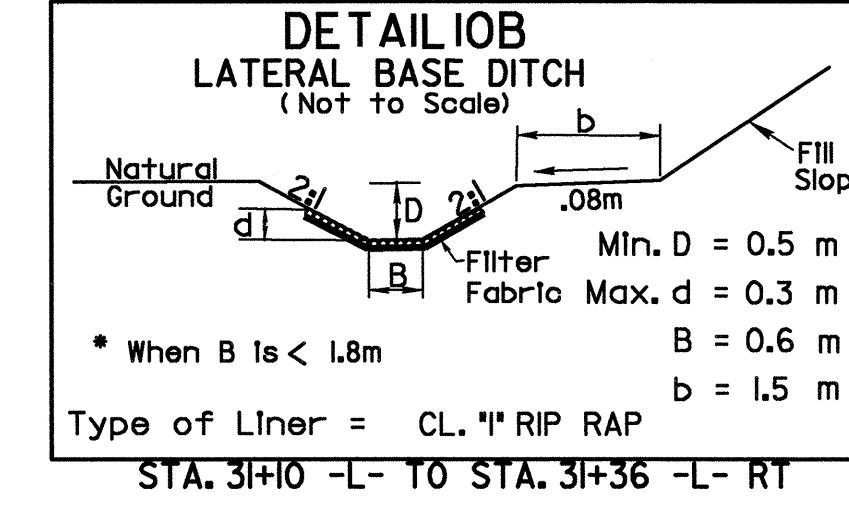 DETAIL 10B
LATERAL BASE DITCH
(Not to Scale)
b
Natural
Ground
2:1
D
2:1
.08m
Fill
Slop
d
B
Filter
Fabric
Min. D = 0.5 m
Max. d = 0.3 m
B = 0.6 m
b = 1.5 m
* When B is < 1.8m
Type of Liner = CL. "I" RIP RAP
STA. 31+10 -L- TO STA. 31+36 -L- RT